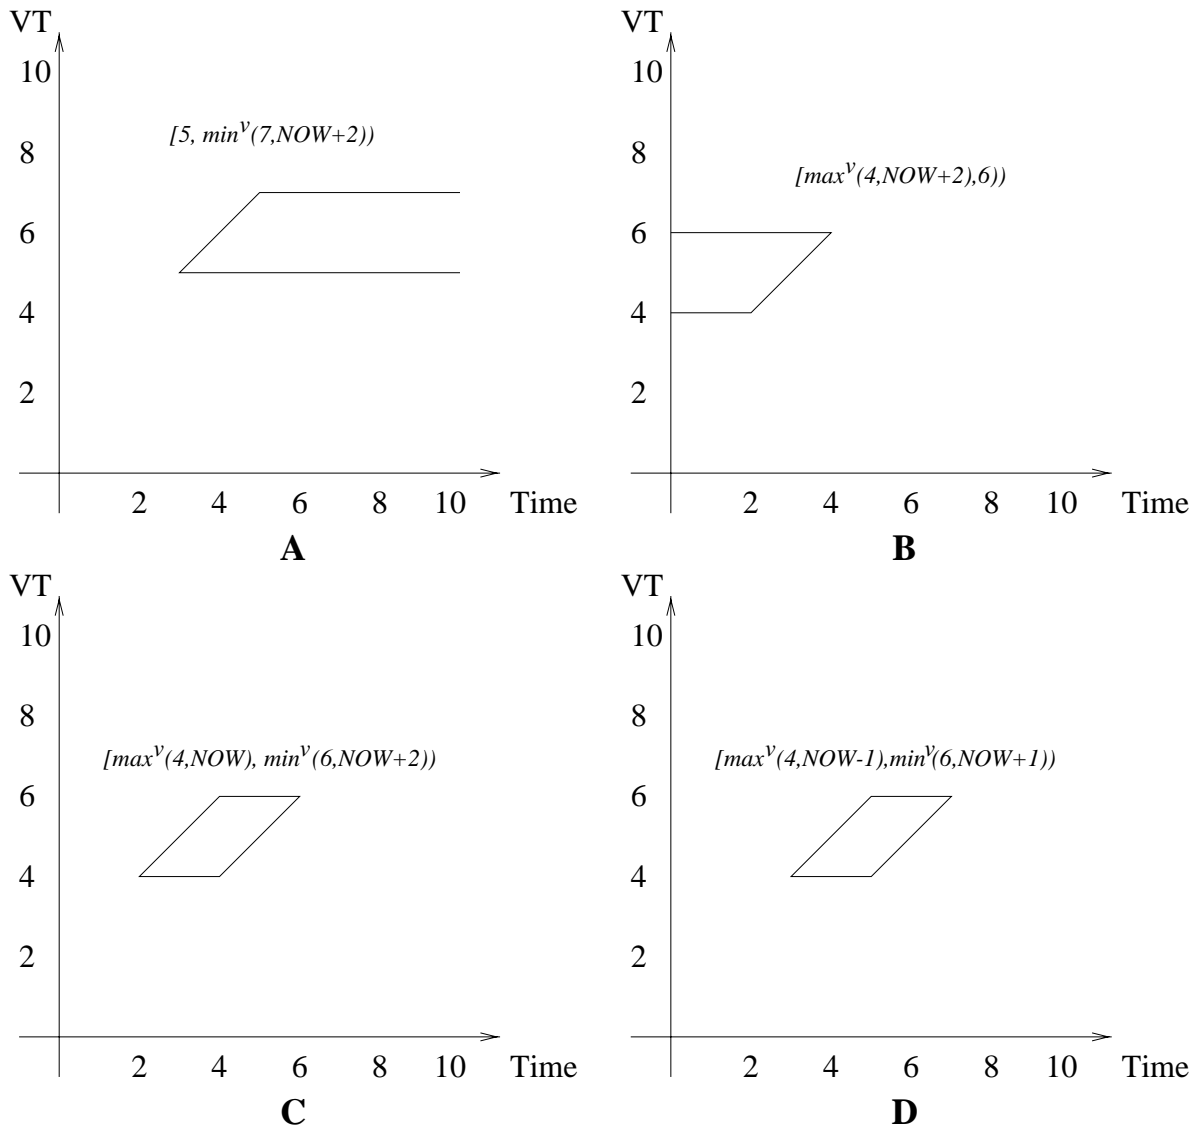 VT
10
[5, min^v(7,NOW+2))
8
6
4
2
2 4 6 8 10 Time
A
VT
10
8
[max^v(4,NOW+2),6))
6
4
2
2 4 6 8 10 Time
B
VT
10
8
[max^v(4,NOW), min^v(6,NOW+2))
6
4
2
2 4 6 8 10 Time
C
VT
10
8
[max^v(4,NOW-1),min^v(6,NOW+1))
6
4
2
2 4 6 8 10 Time
D